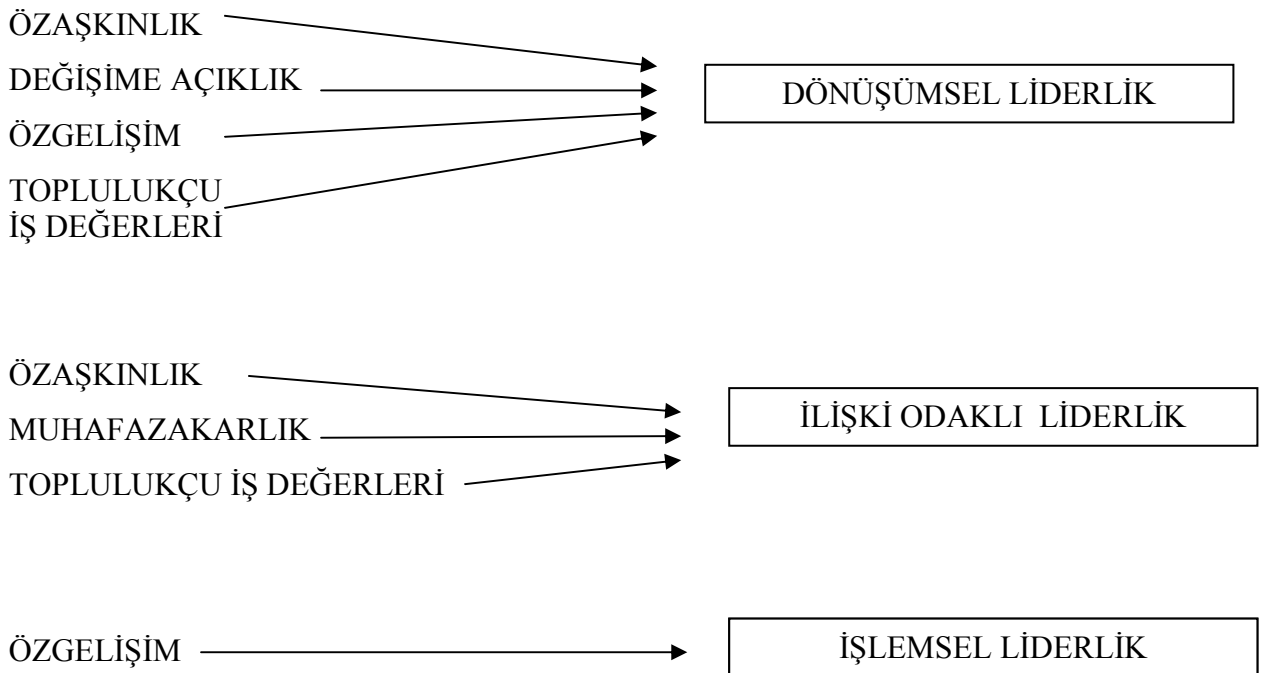 ÖZAŞKINLIK
DEĞİŞİME AÇIKLIK
DÖNÜŞÜMSEL LİDERLİK
ÖZGELİŞİM
TOPLULUKÇU
İŞ DEĞERLERİ
ÖZAŞKINLIK
MUHAFAZAKARLIK
İLİŞKİ ODAKLI LİDERLİK
TOPLULUKÇU İŞ DEĞERLERİ
ÖZGELİŞİM
İŞLEMSEL LİDERLİK